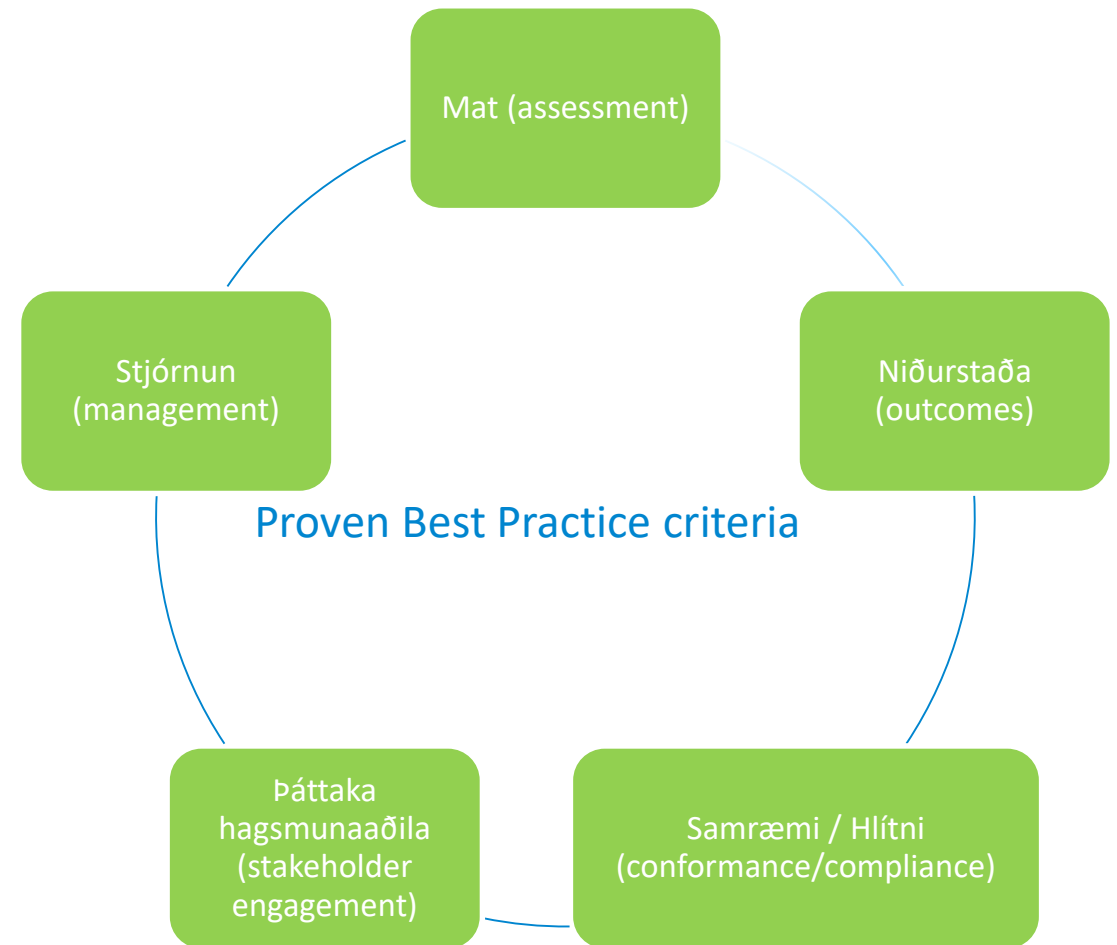 Mat (assessment)
Stjórnun
(management)
Niðurstaða
(outcomes)
Proven Best Practice criteria
Þáttaka
hagsmunaaðila
(stakeholder
engagement)
Samræmi / Hlítni
(conformance/compliance)